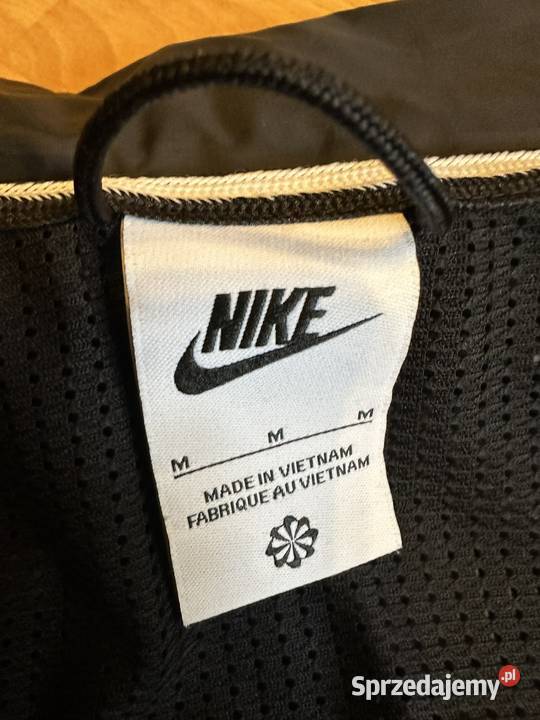 NIKE
M M M
MADE IN VIETNAM
FABRIQUE AU VIETNAM
Sprzedajemy.pl